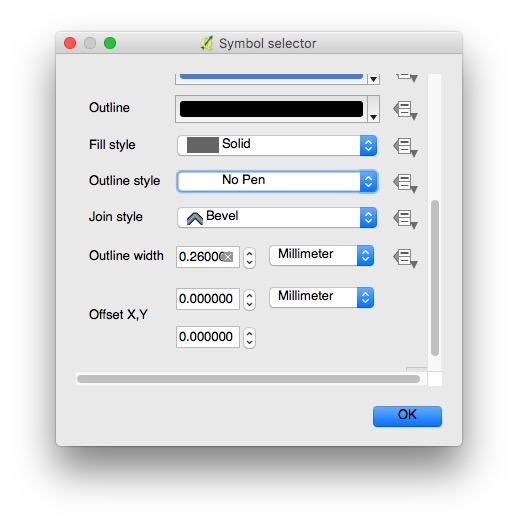 Symbol selector
Outline
Fill style Solid
Outline style No Pen
Join style Bevel
Outline width 0.26000 Millimeter
0.000000 Millimeter
Offset X,Y
0.000000
OK